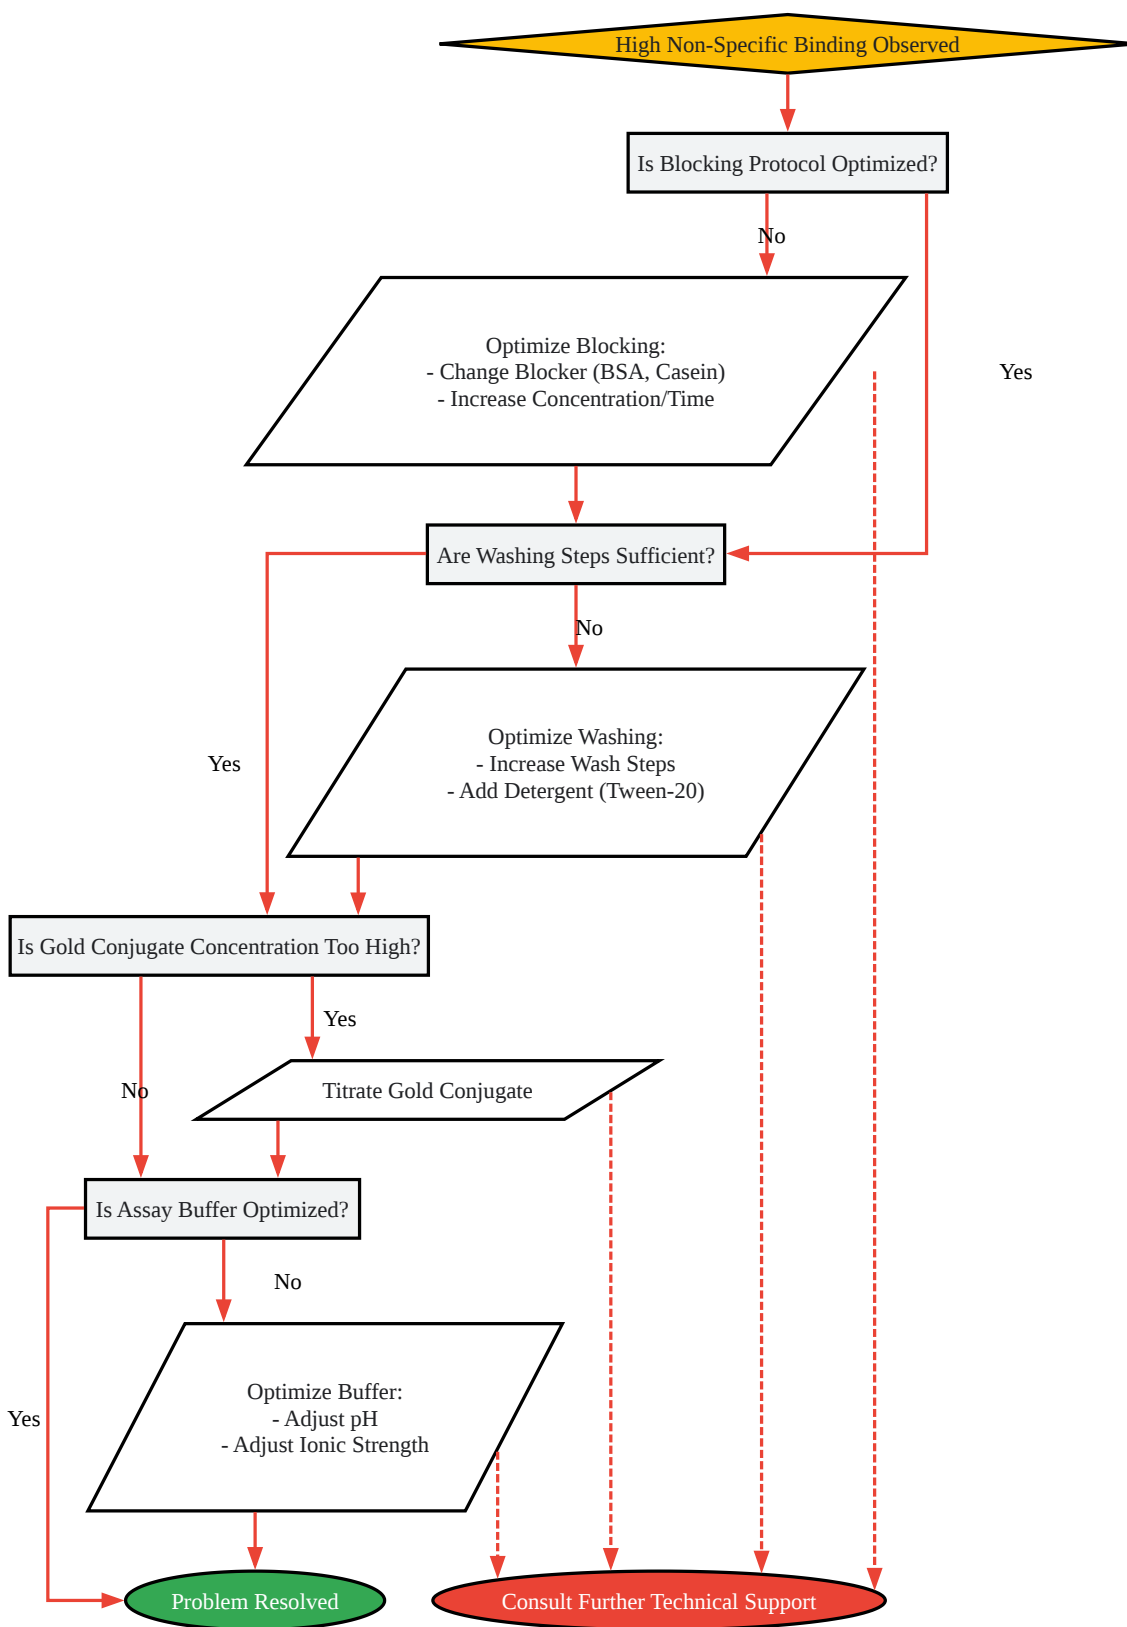 High Non-Specific Binding Observed
Is Blocking Protocol Optimized?
No
Optimize Blocking:
- Change Blocker (BSA, Casein)
- Increase Concentration/Time
Yes
Are Washing Steps Sufficient?
No
Optimize Washing:
- Increase Wash Steps
- Add Detergent (Tween-20)
Yes
Is Gold Conjugate Concentration Too High?
Yes
No
Titrate Gold Conjugate
Is Assay Buffer Optimized?
No
Optimize Buffer:
- Adjust pH
- Adjust Ionic Strength
Yes
Problem Resolved
Consult Further Technical Support